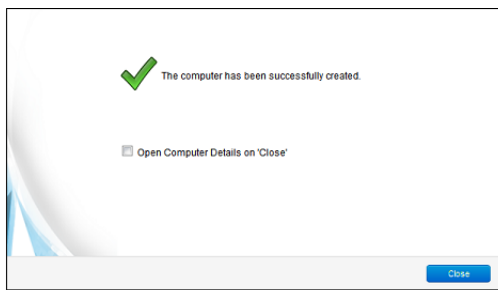 The computer has been successfully created.
Open Computer Details on 'Close'
Close